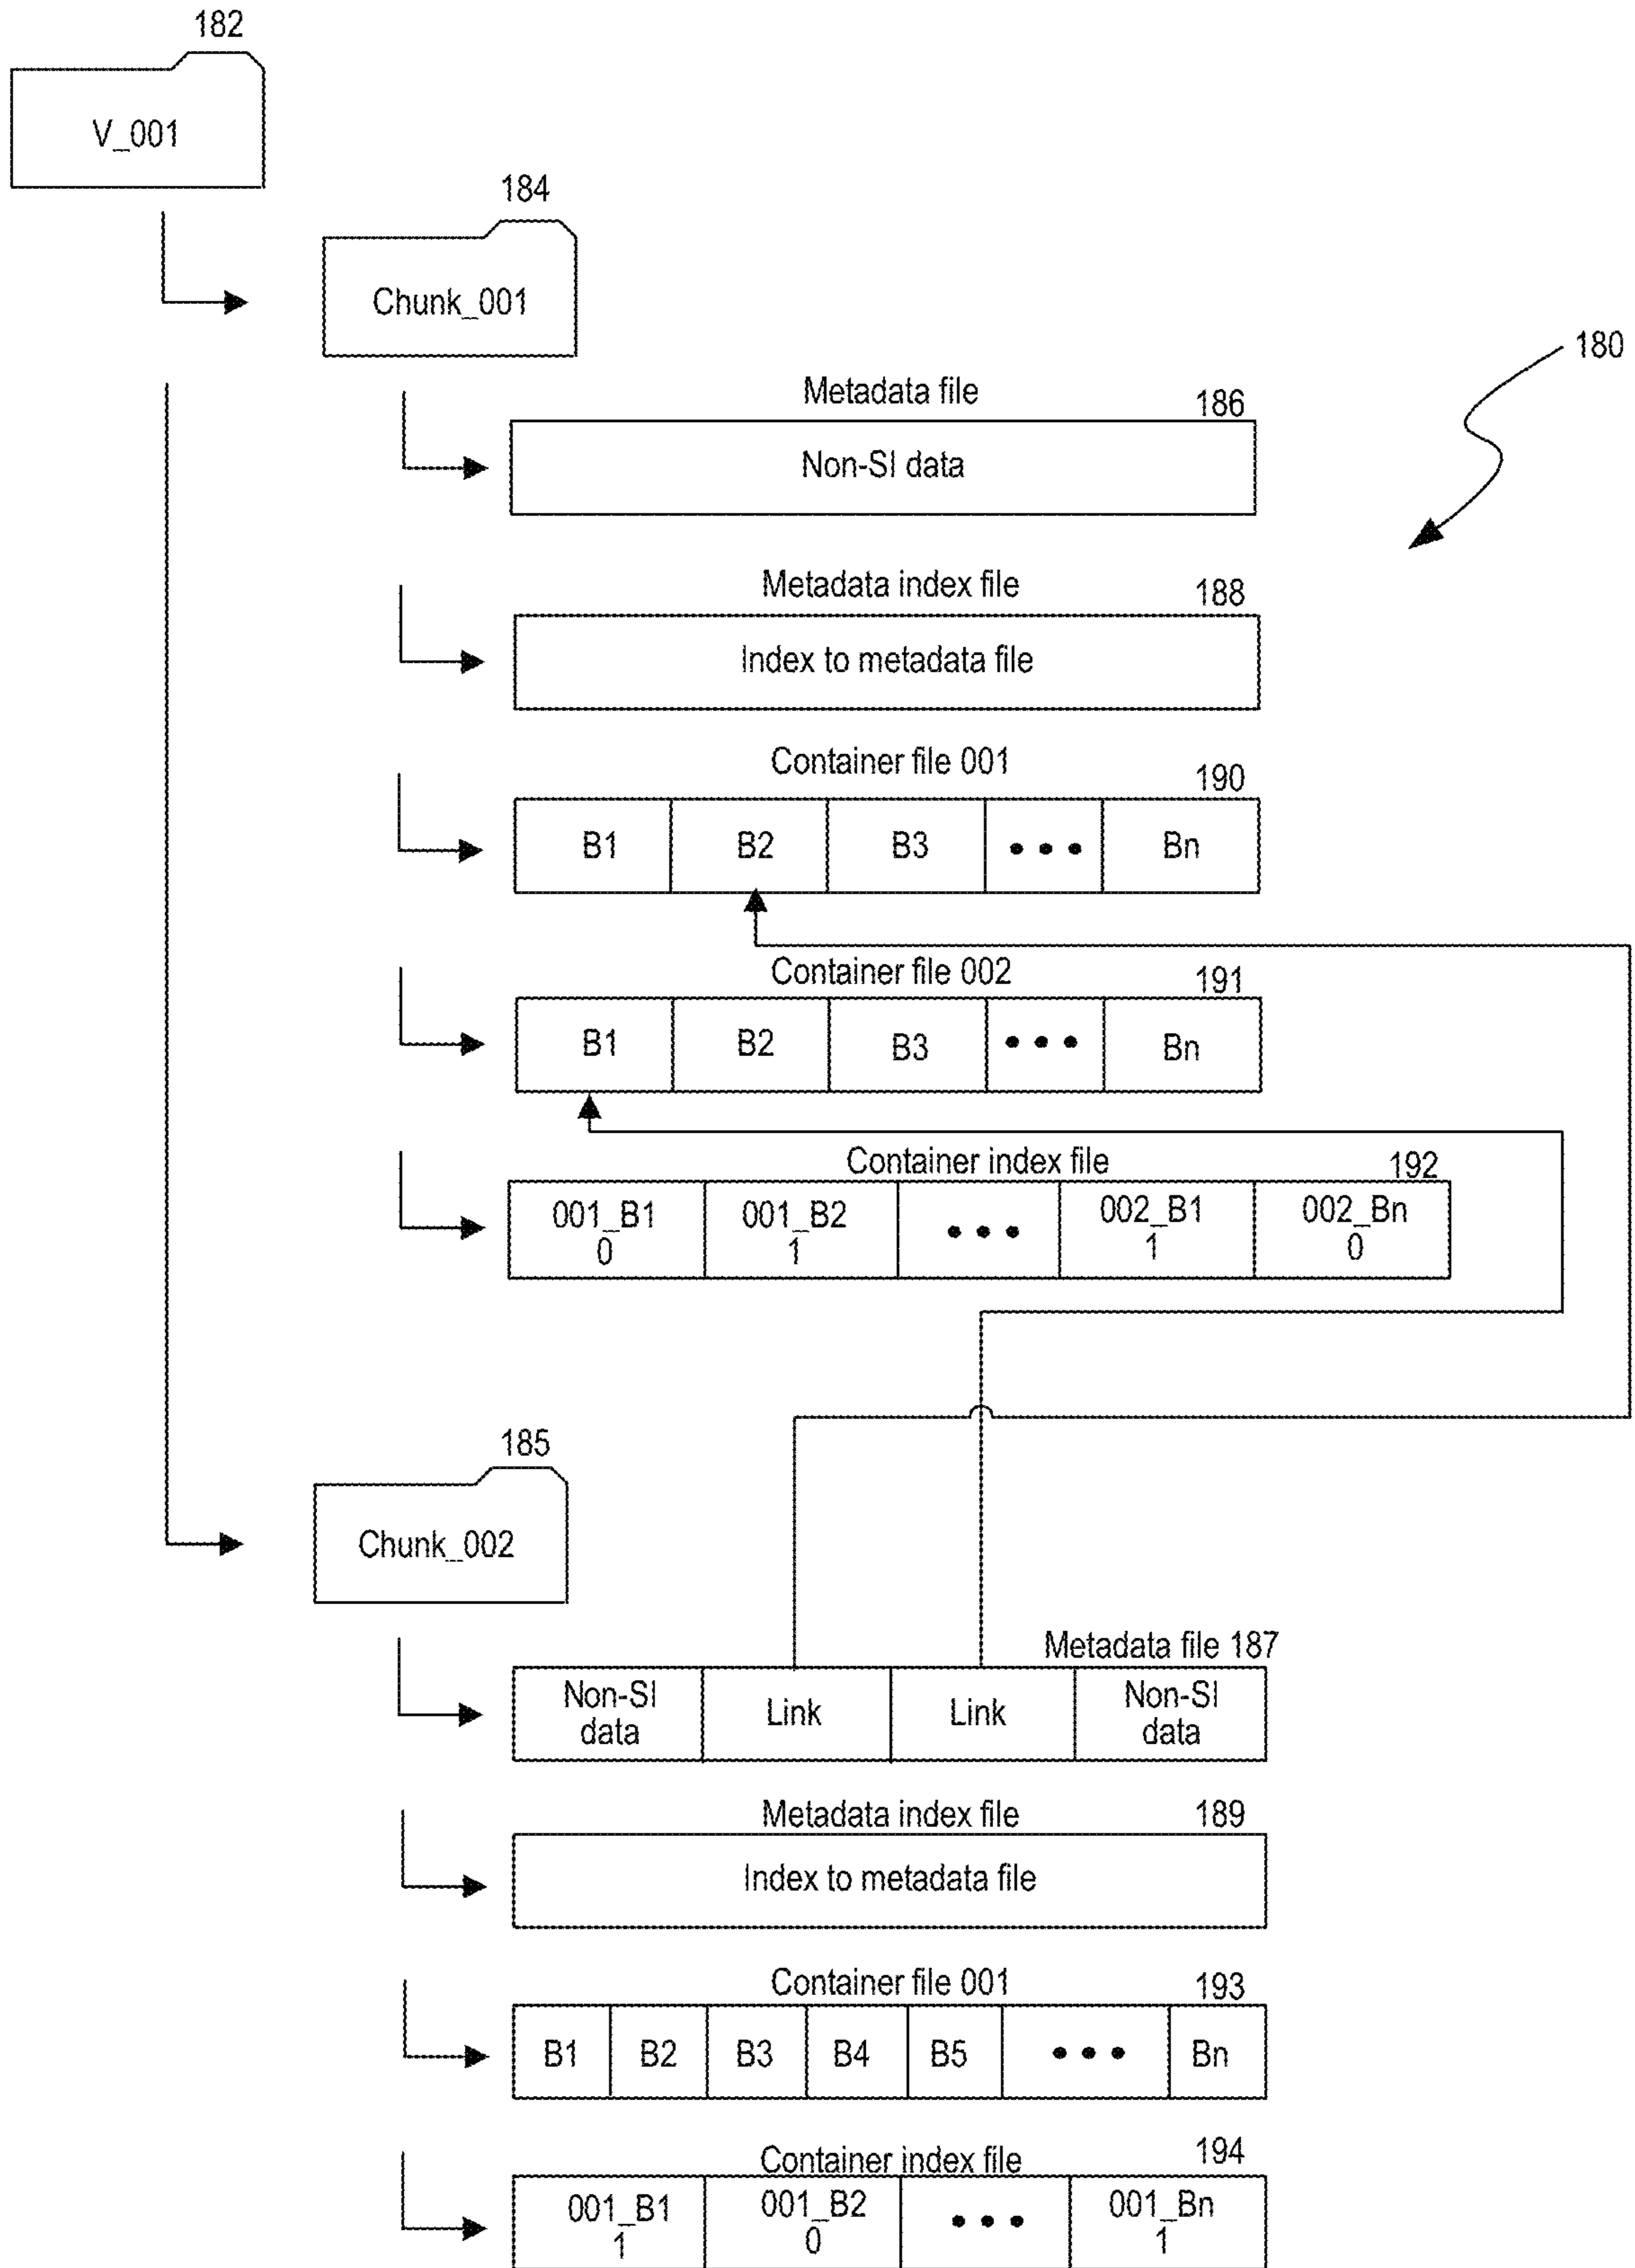 182
V_001
184
Chunk_001
180
Metadata file
186
Non-SI data
Metadata index file
188
Index to metadata file
Container file 001
190
B1 B2 B3 ••• Bn
Container file 002
191
B1 B2 B3 ••• Bn
Container index file
192
001_B1 001_B2 ••• 002_B1 002_Bn
0 1 1 0
185
Chunk_002
Metadata file 187
Non-SI Link Link Non-SI
data data
Metadata index file
189
Index to metadata file
Container file 001
193
B1 B2 B3 B4 B5 ••• Bn
Container index file
194
001_B1 001_B2 ••• 001_Bn
1 0 1